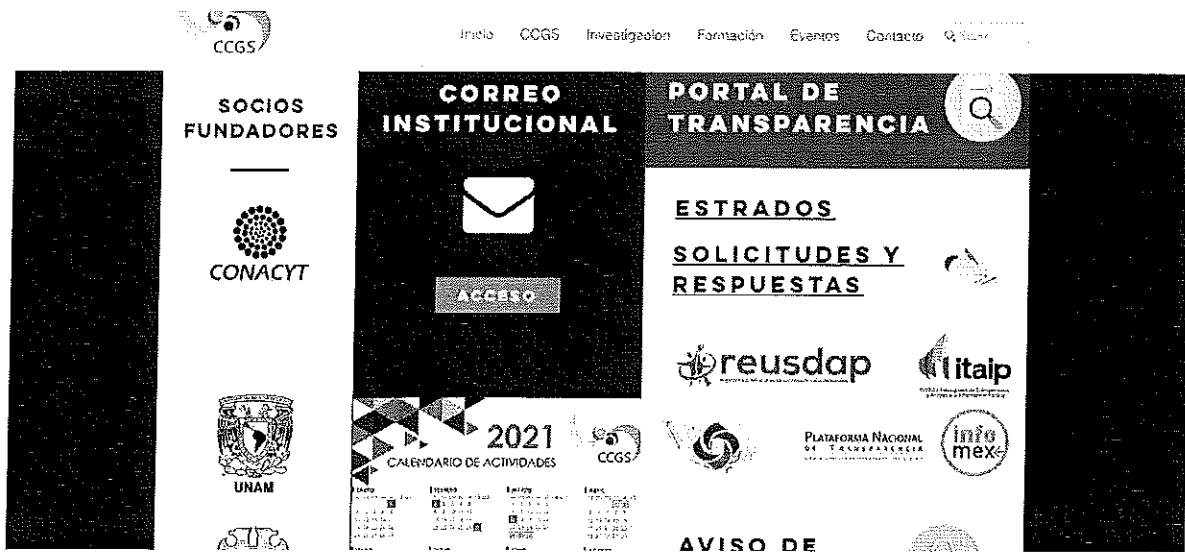 CCGS
Inicio CCGS Investigación Formación Eventos Contacto
SOCIOS
FUNDADORES
CONACYT
UNAM
CORREO
INSTITUCIONAL
ACCESO
2021
CALENDARIO DE ACTIVIDADES
CCGS
PORTAL DE
TRANSPARENCIA
ESTRADOS
SOLICITUDES Y
RESPUESTAS
reusdap
itaip
PLATAFORMA NACIONAL
DE TRANSPARENCIA
info
mex
AVISO DE